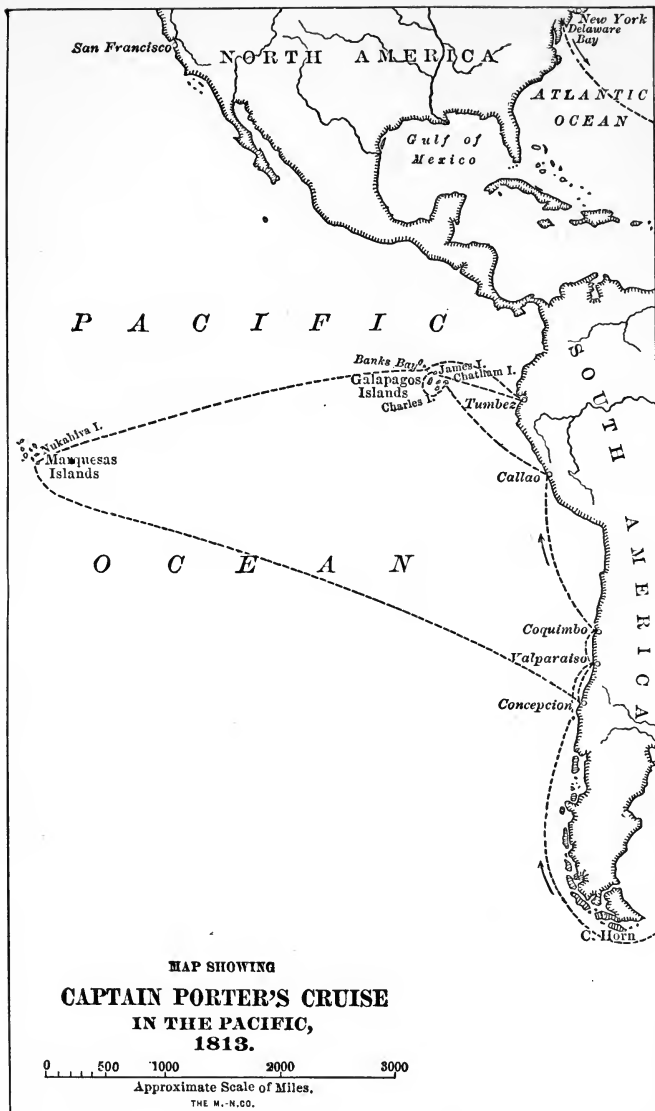 New York
Delaware
Bay
San Francisco
NORTH AMERICA
ATLANTIC
OCEAN
Gulf of
Mexico
PACIFIC
Banks Bay
James I.
Chatham I.
Galapagos
Islands
Charles I.
Tumbez
SOUTH AMERICA
Nukahiva I.
Marquesas
Islands
Callao
OCEAN
Coquimbo
Valparaiso
Concepcion
C. Horn
MAP SHOWING
CAPTAIN PORTER'S CRUISE
IN THE PACIFIC,
1813.
0 500 1000 2000 3000
Approximate Scale of Miles.
THE M.-N. CO.